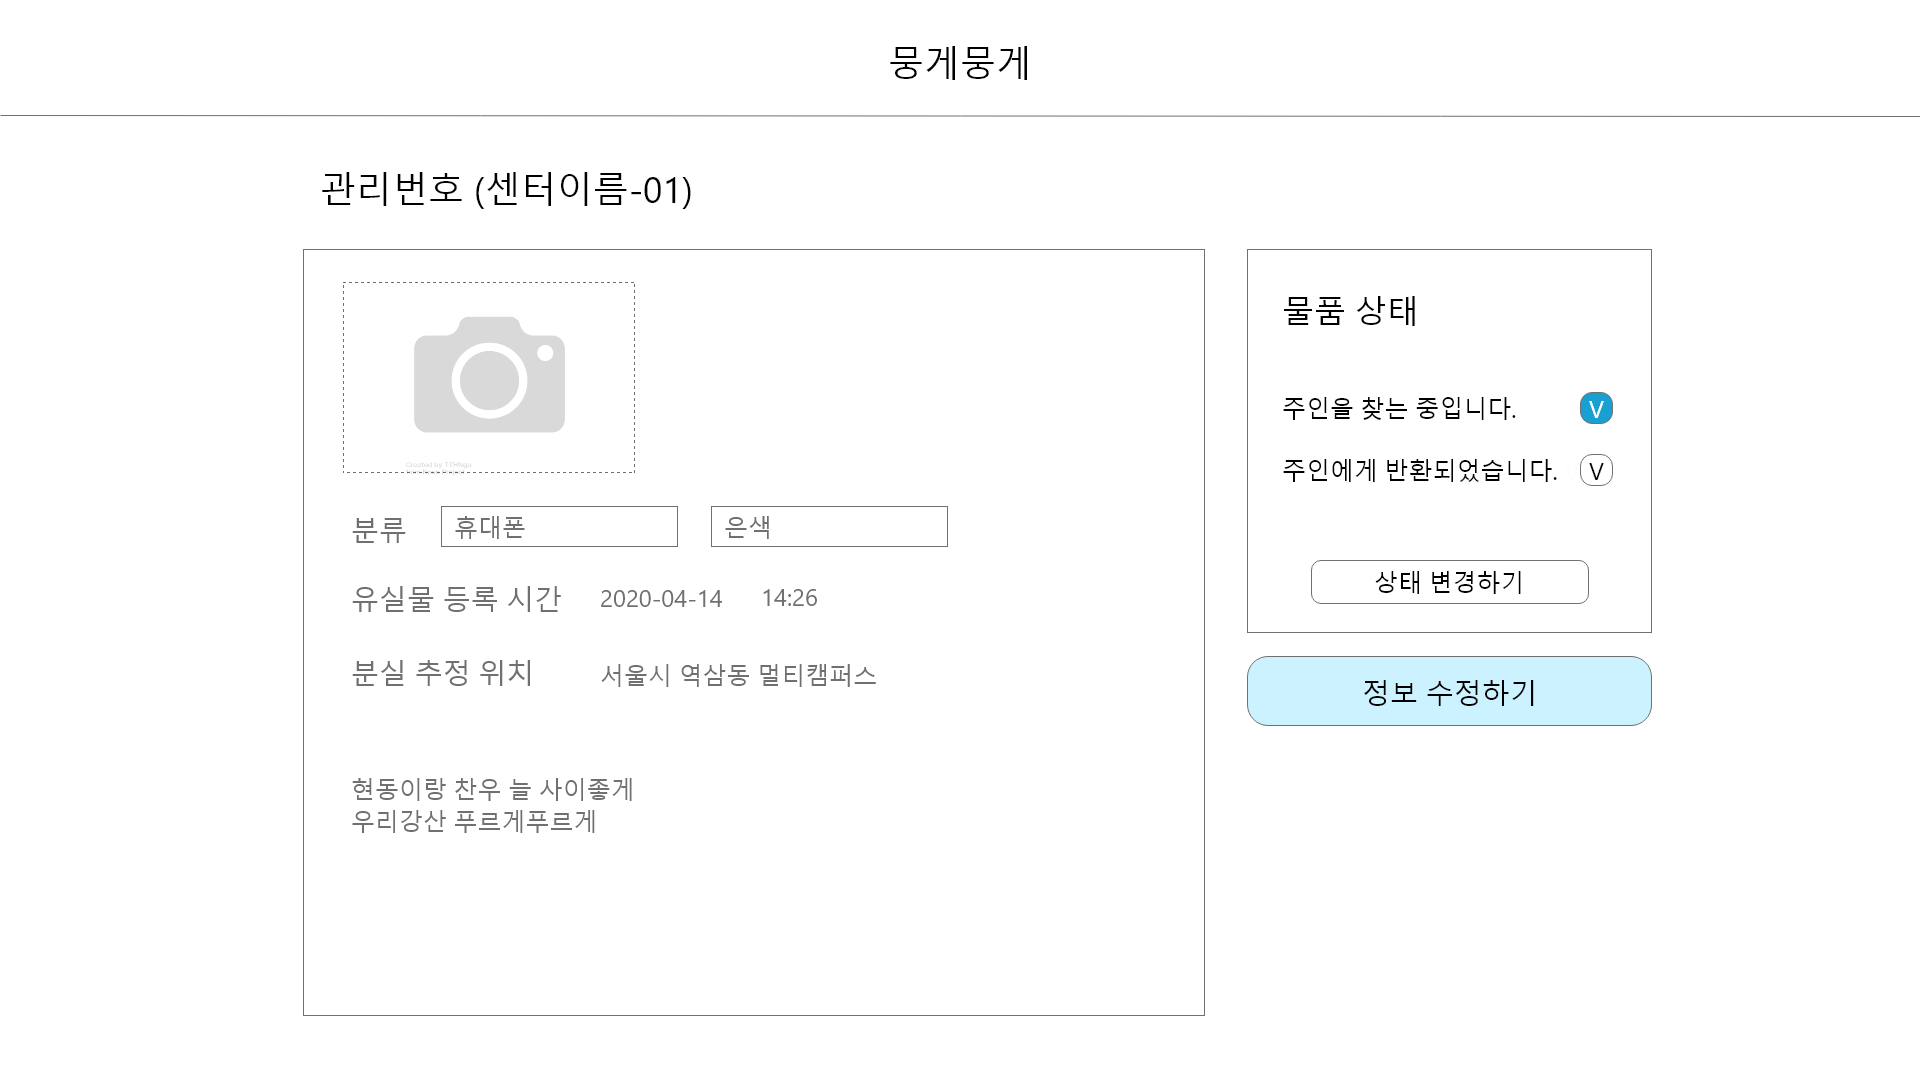 뭉게뭉게
관리번호 (센터이름-01)
분류 휴대폰 은색
유실물 등록 시간 2020-04-14 14:26
분실 추정 위치 서울시 역삼동 멀티캠퍼스
현동이랑 찬우 늘 사이좋게
우리강산 푸르게푸르게
물품 상태
주인을 찾는 중입니다. V
주인에게 반환되었습니다. V
상태 변경하기
정보 수정하기